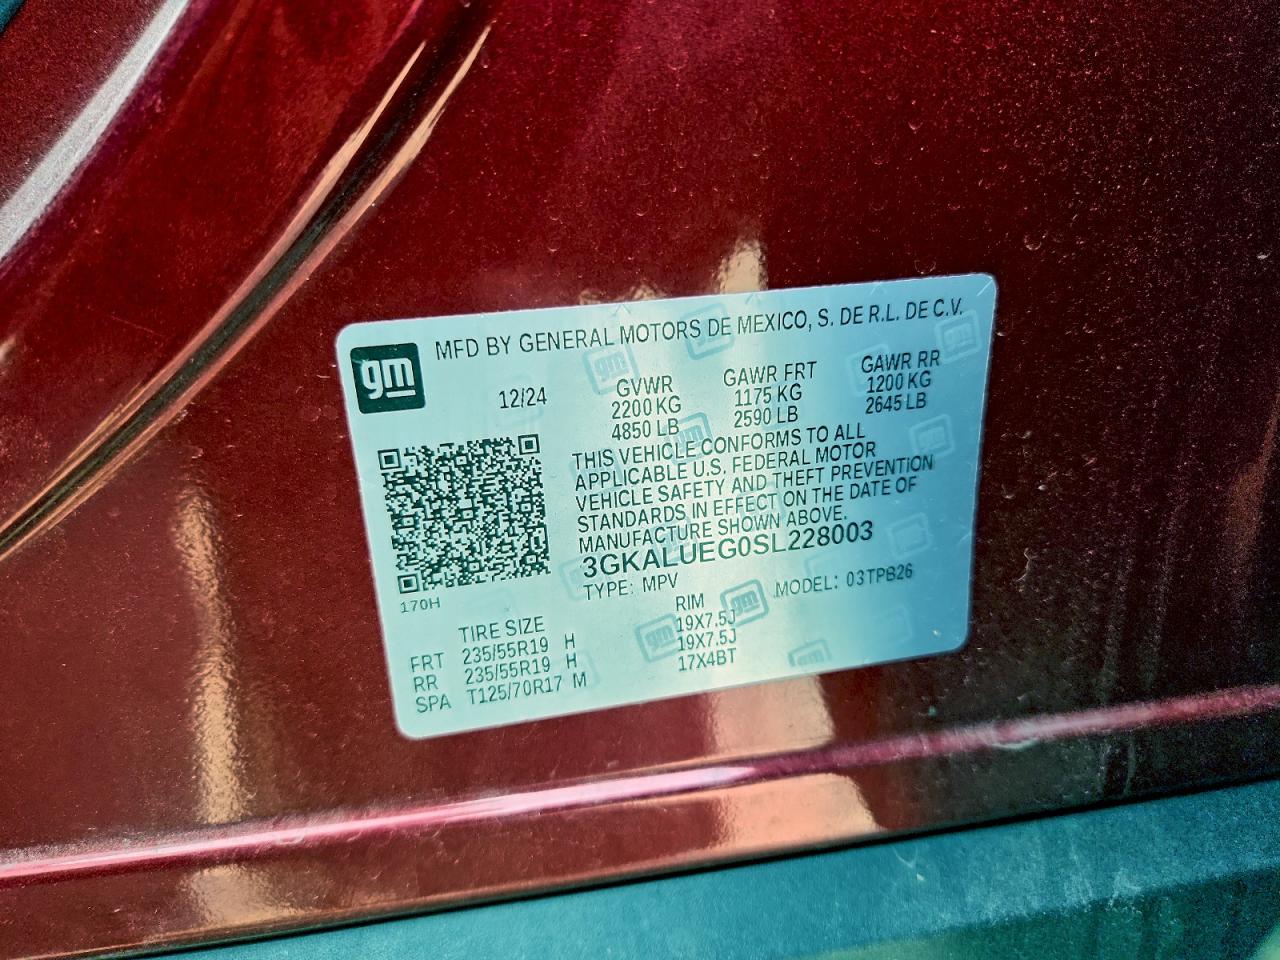 gm
MFD BY GENERAL MOTORS DE MEXICO, S. DE R.L. DE C.V.
12/24 GVWR GAWR FRT GAWR RR
2200 KG 1175 KG 1200 KG
4850 LB 2590 LB 2645 LB
THIS VEHICLE CONFORMS TO ALL
APPLICABLE U.S. FEDERAL MOTOR
VEHICLE SAFETY AND THEFT PREVENTION
STANDARDS IN EFFECT ON THE DATE OF
MANUFACTURE SHOWN ABOVE.
3GKALUEG0SL228003
TYPE: MPV MODEL: 03TPB26
170H
TIRE SIZE RIM
FRT 235/55R19 H 19X7.5J
RR 235/55R19 H 19X7.5J
SPA T125/70R17 M 17X4BT